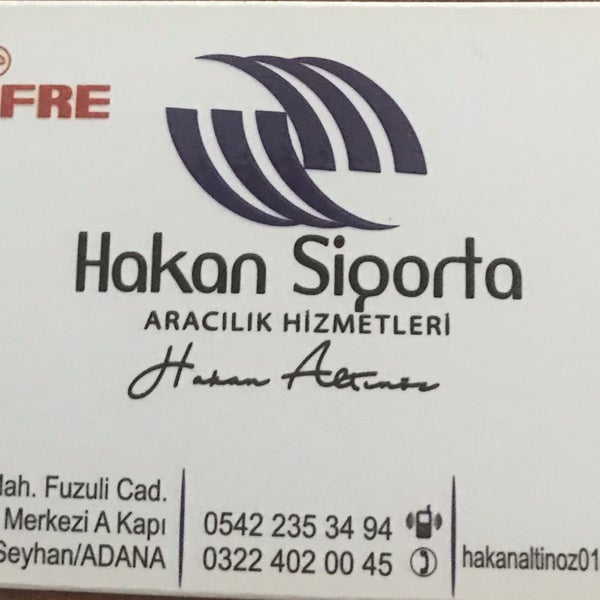 FRE
Hakan Sigorta
ARACILIK HİZMETLERİ
Hakan Altınöz
Mah. Fuzuli Cad.
Merkezi A Kapı
Seyhan/ADANA
0542 235 34 94
0322 402 00 45
hakanaltinoz01